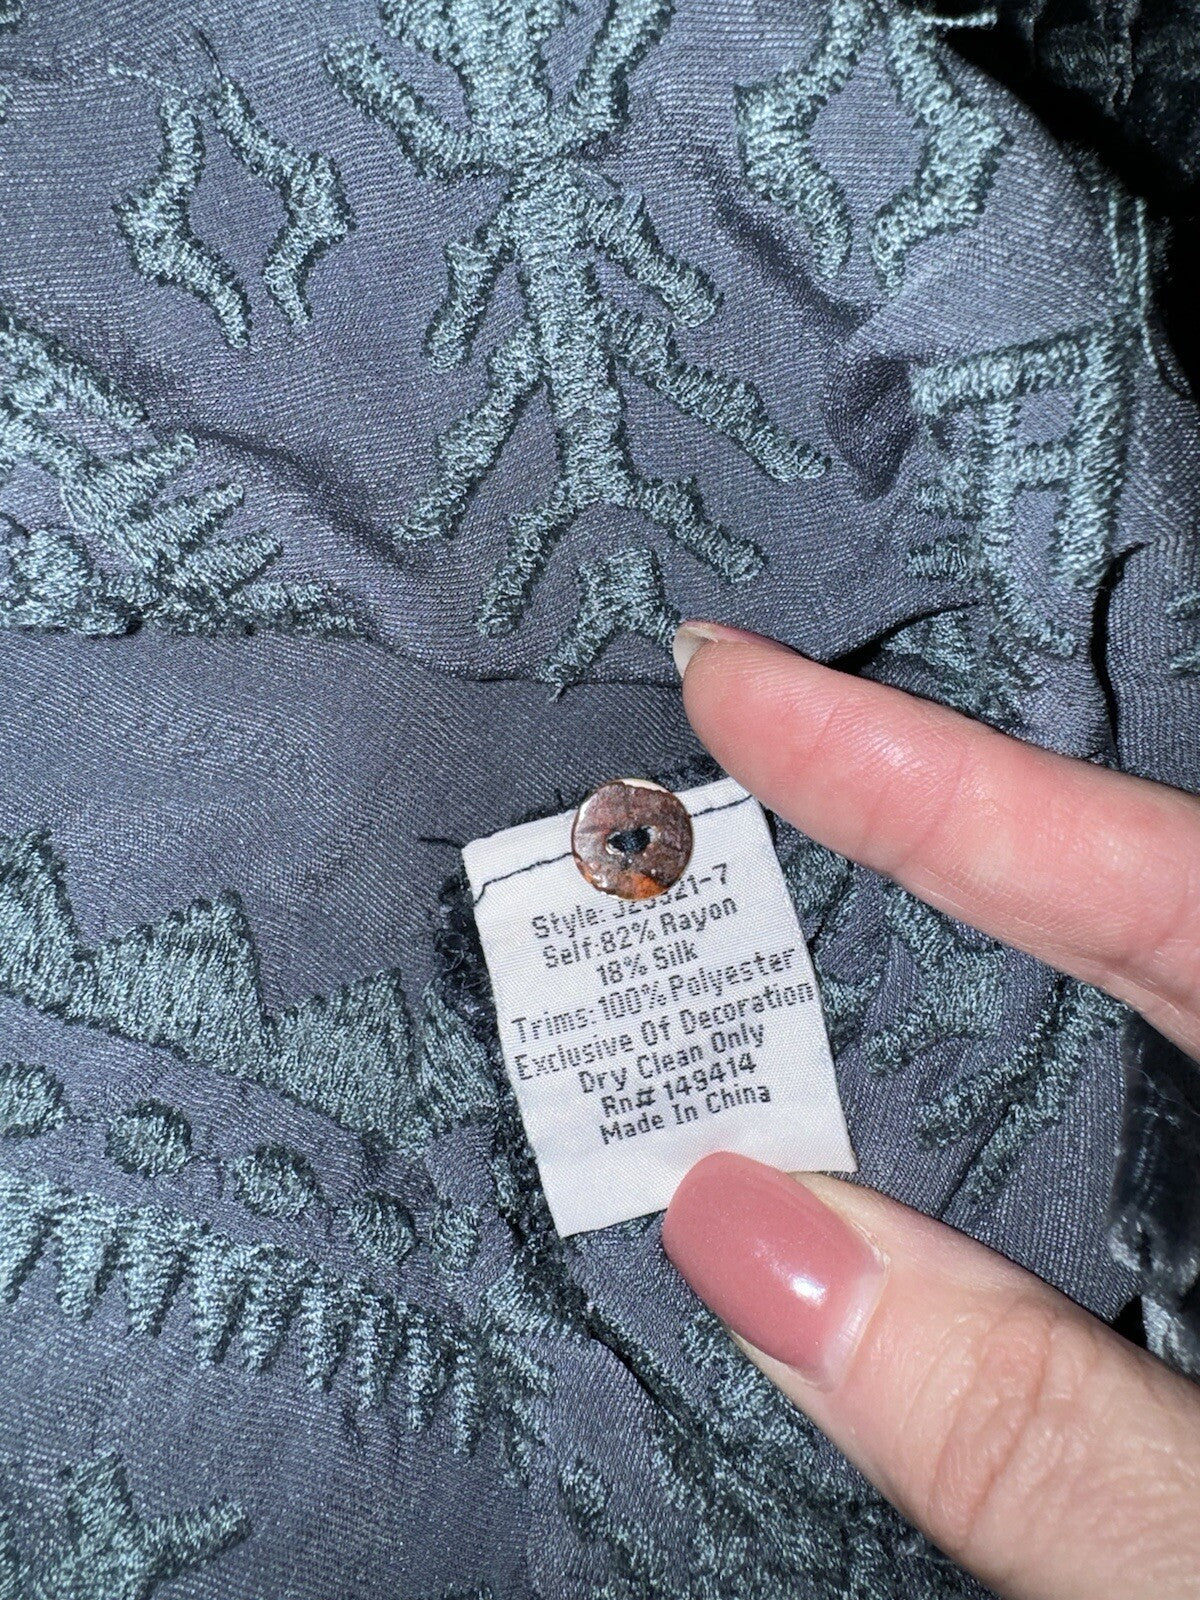 Style:
Self:82% Rayon
18% Silk
Trims:100% Polyester
Exclusive Of Decoration
Dry Clean Only
Rn# 149414
Made In China